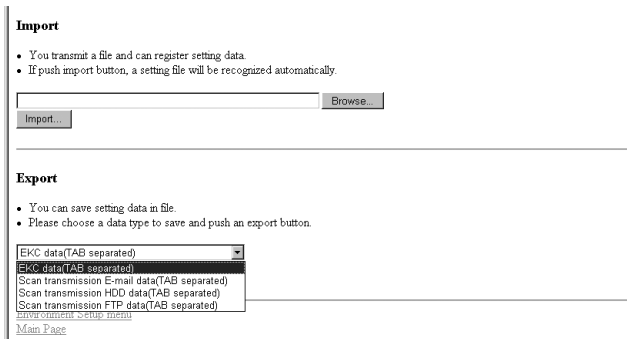 Import
• You transmit a file and can register setting data.
• If push import button, a setting file will be recognized automatically.
Browse...
Import...
Export
• You can save setting data in file.
• Please choose a data type to save and push an export button.
EKC data(TAB separated)
EKC data(TAB separated)
Scan transmission E-mail data(TAB separated)
Scan transmission HDD data(TAB separated)
Scan transmission FTP data(TAB separated)
Environment Setup menu
Main Page